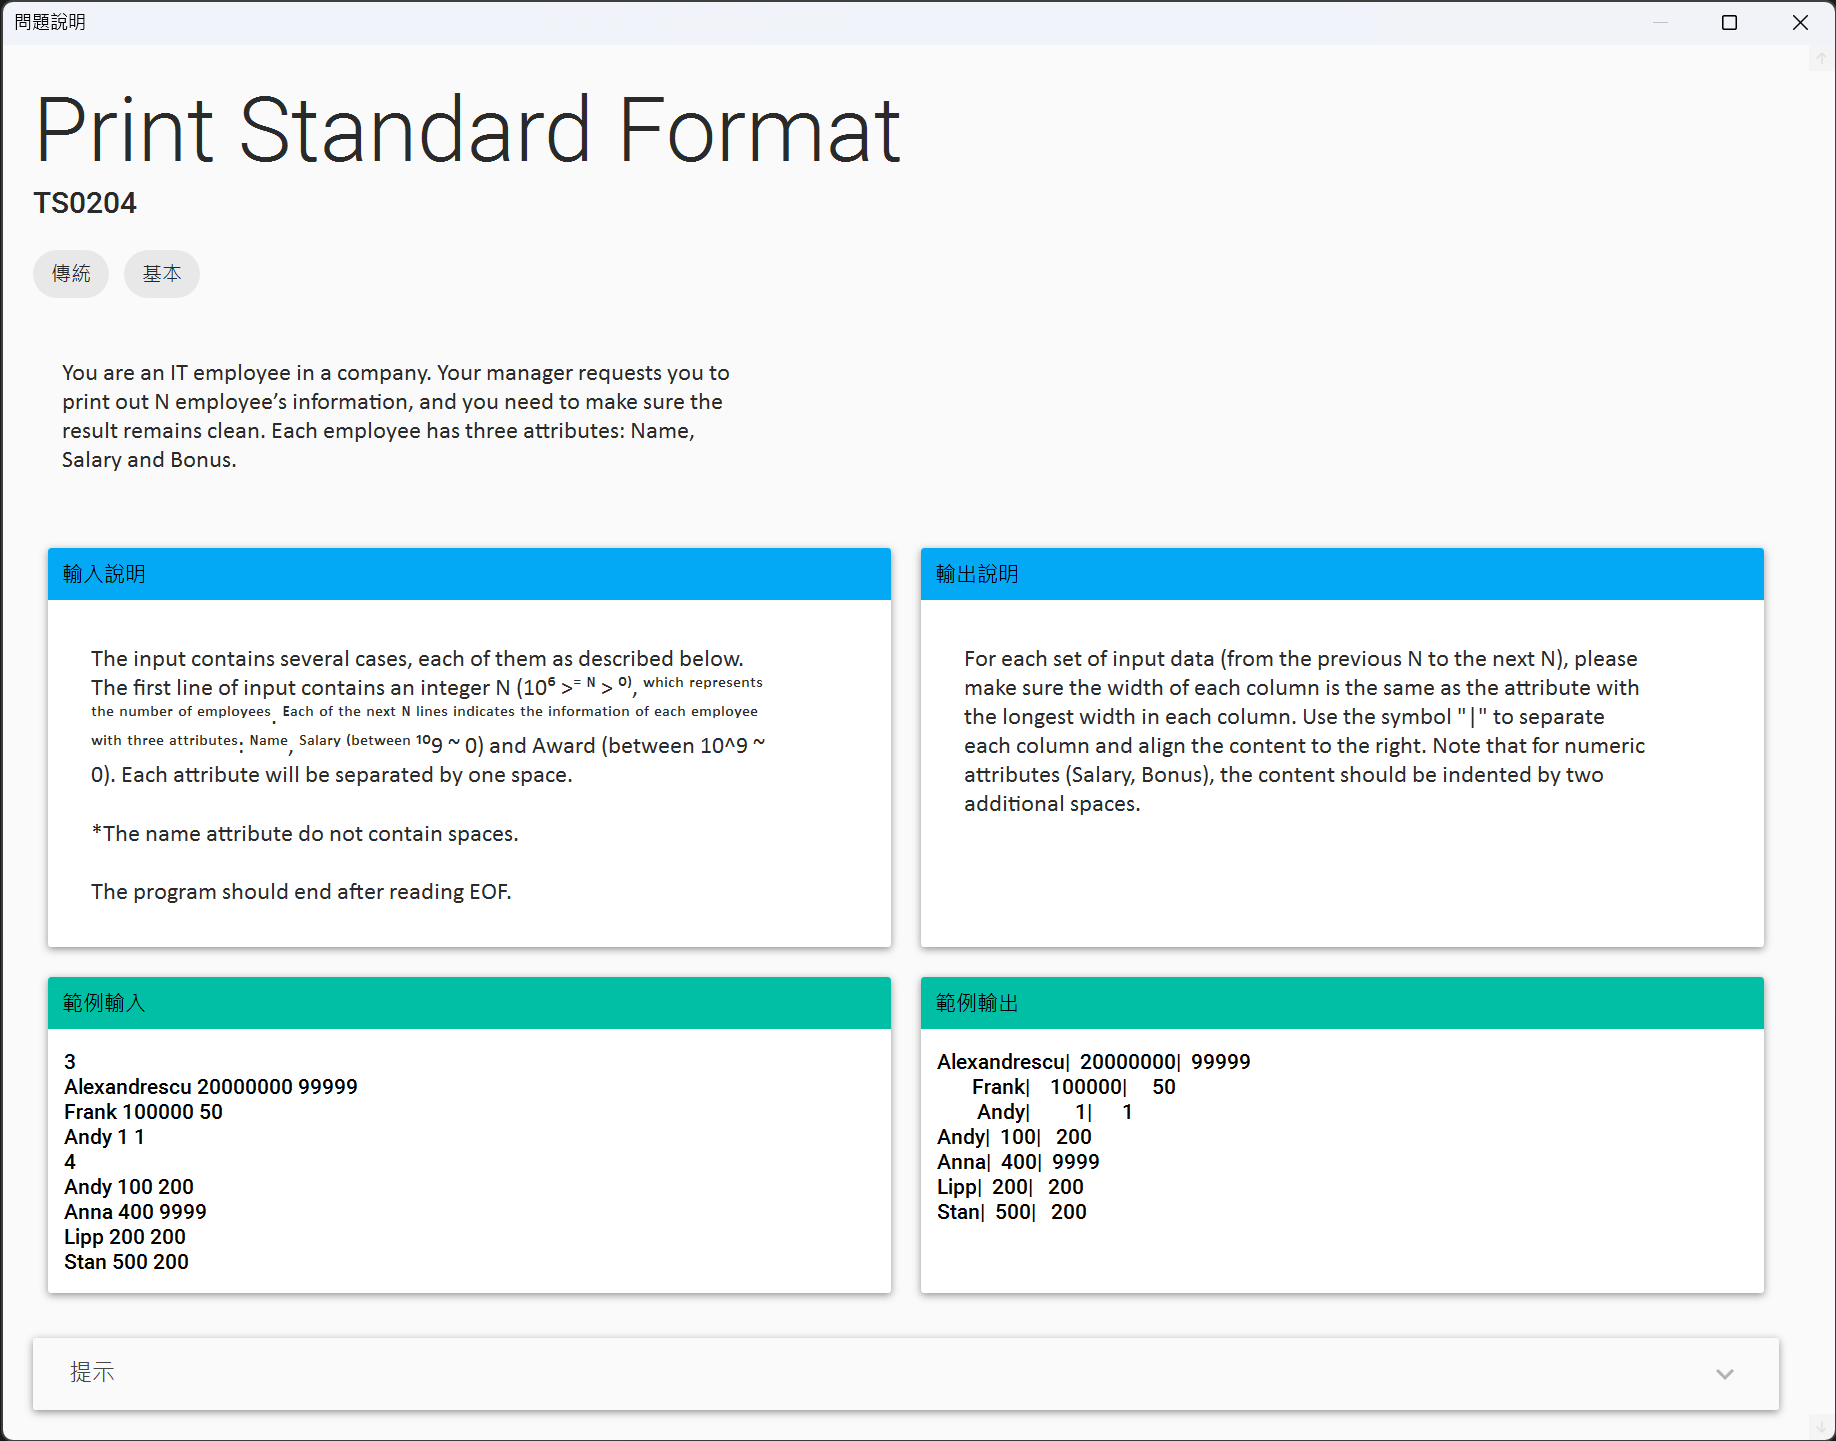 問題說明
Print Standard Format
TS0204
傳統 基本
You are an IT employee in a company. Your manager requests you to
print out N employee’s information, and you need to make sure the
result remains clean. Each employee has three attributes: Name,
Salary and Bonus.
輸入說明
The input contains several cases, each of them as described below.
The first line of input contains an integer N (10⁶ >= N > 0), which represents
the number of employees. Each of the next N lines indicates the information of each employee
with three attributes: Name, Salary (between 109 ~ 0) and Award (between 10^9 ~
0). Each attribute will be separated by one space.
*The name attribute do not contain spaces.
The program should end after reading EOF.
輸出說明
For each set of input data (from the previous N to the next N), please
make sure the width of each column is the same as the attribute with
the longest width in each column. Use the symbol "|" to separate
each column and align the content to the right. Note that for numeric
attributes (Salary, Bonus), the content should be indented by two
additional spaces.
範例輸入
3
Alexandrescu 20000000 99999
Frank 100000 50
Andy 1 1
4
Andy 100 200
Anna 400 9999
Lipp 200 200
Stan 500 200
範例輸出
Alexandrescu|  20000000|  99999
       Frank|    100000|     50
        Andy|         1|      1
Andy|  100|   200
Anna|  400|  9999
Lipp|  200|   200
Stan|  500|   200
提示